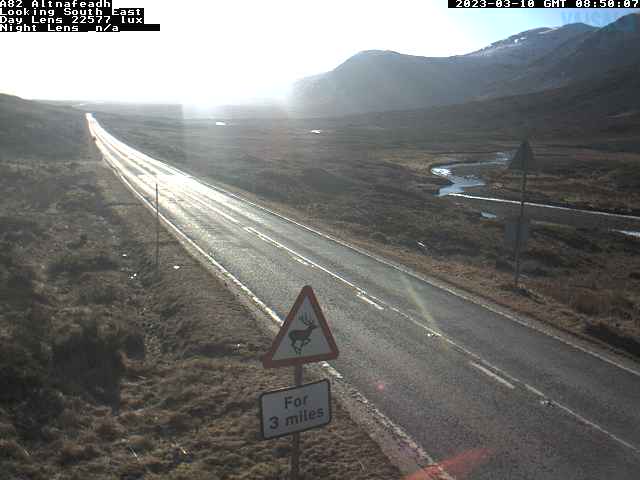 A82 Altnafeadh
Looking South East
Day Lens 22577 lux
Night Lens n/a
2023-03-10 GMT 08:50:07
For
3 miles